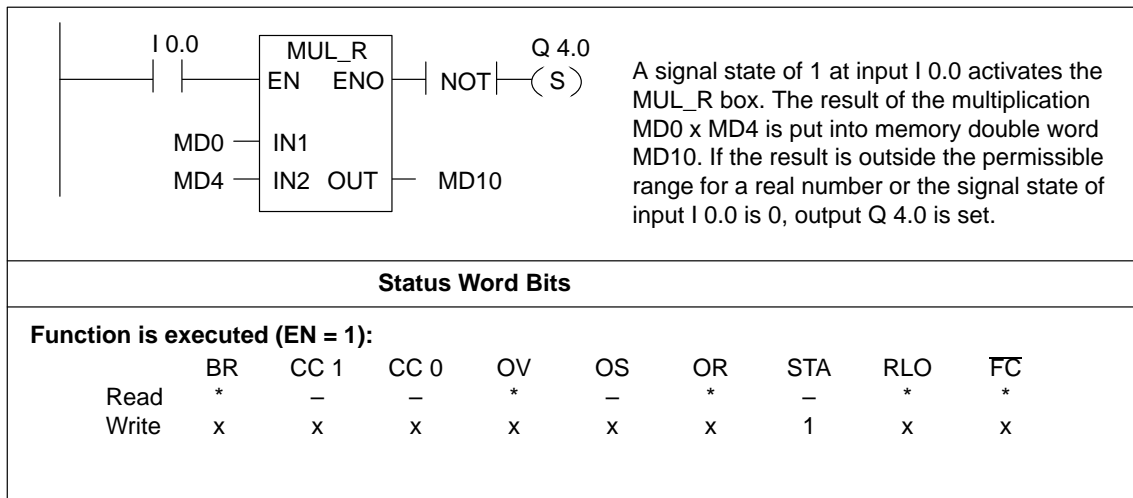 I 0.0
MUL_R
Q 4.0
EN ENO
NOT
( S )
MD0
IN1
MD4
IN2 OUT
MD10
A signal state of 1 at input I 0.0 activates the
MUL_R box. The result of the multiplication
MD0 x MD4 is put into memory double word
MD10. If the result is outside the permissible
range for a real number or the signal state of
input I 0.0 is 0, output Q 4.0 is set.
Status Word Bits
Function is executed (EN = 1):
BR CC 1 CC 0 OV OS OR STA RLO F̅C̅
Read * – – * – * – * *
Write x x x x x x 1 x x